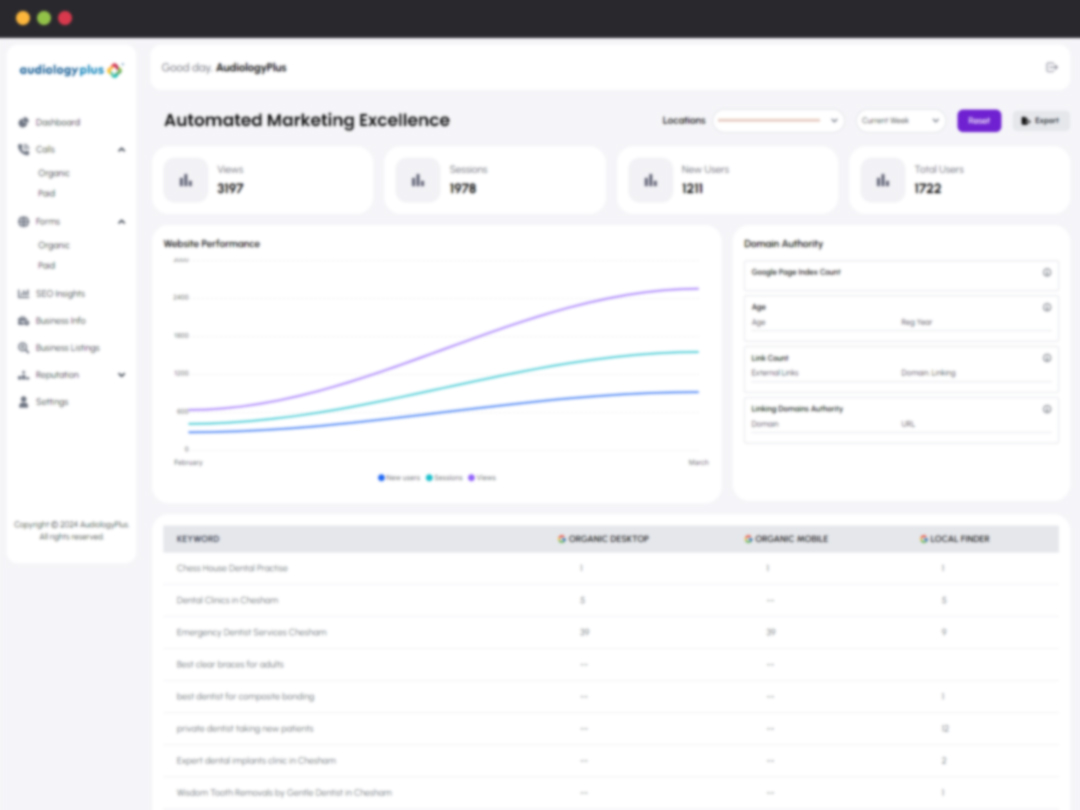 audiologyplus
Good day, AudiologyPlus
Dashboard
Calls
Organic
Paid
Forms
Organic
Paid
SEO Insights
Business Info
Business Listings
Reputation
Settings
Copyright © 2024 AudiologyPlus
All rights reserved.
Automated Marketing Excellence
Locations
Current Week
Reset
Export
Views
3197
Sessions
1978
New Users
1211
Total Users
1722
Website Performance
3000
2400
1800
1200
600
0
February
March
New users Sessions Views
Domain Authority
Google Page Index Count
Age
Age Reg Year
Link Count
External Links Domain Linking
Linking Domains Authority
Domain URL
KEYWORD ORGANIC DESKTOP ORGANIC MOBILE LOCAL FINDER
Chess House Dental Practise 1 1 1
Dental Clinics in Chesham 5 -- 5
Emergency Dentist Services Chesham 39 39 9
Best clear braces for adults -- --
best dentist for composite bonding -- -- 1
private dentist taking new patients -- -- 12
Expert dental implants clinic in Chesham -- -- 2
Wisdom Tooth Removals by Gentle Dentist in Chesham -- -- 1